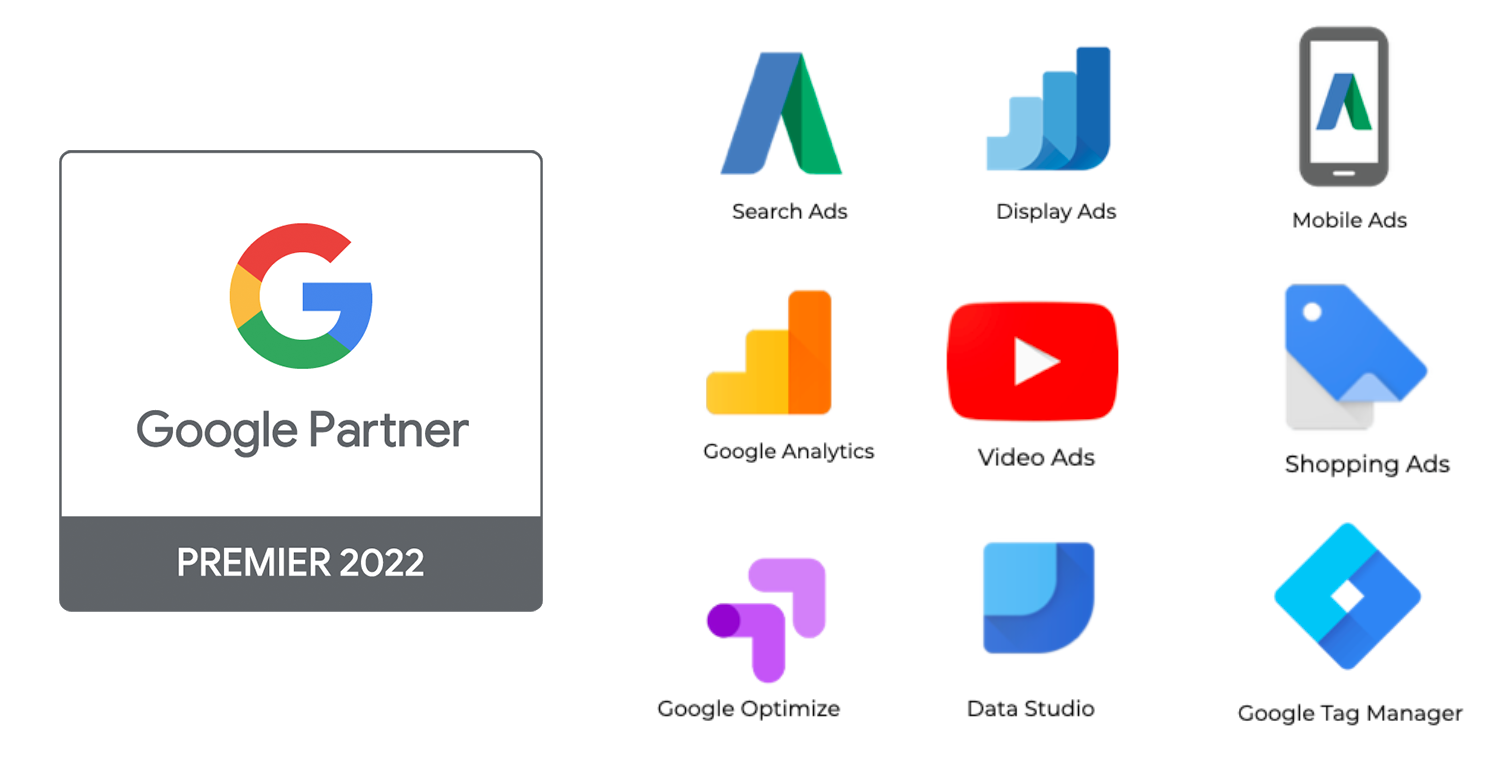 Google Partner
PREMIER 2022
Search Ads
Display Ads
Mobile Ads
Google Analytics
Video Ads
Shopping Ads
Google Optimize
Data Studio
Google Tag Manager